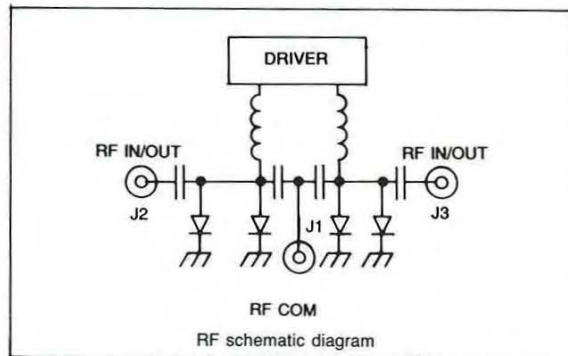 DRIVER
RF IN/OUT
RF IN/OUT
J2
J1
J3
RF COM
RF schematic diagram